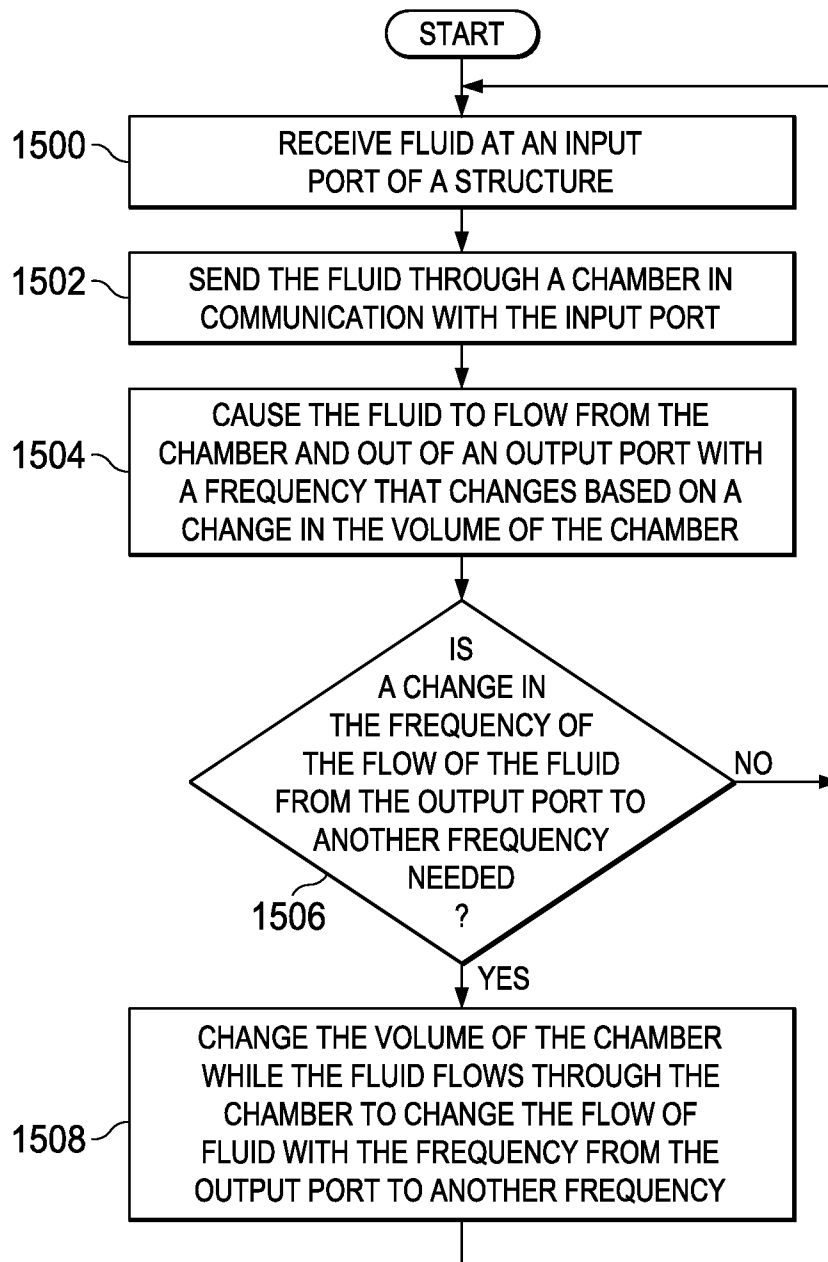 START
1500
RECEIVE FLUID AT AN INPUT
PORT OF A STRUCTURE
1502
SEND THE FLUID THROUGH A CHAMBER IN
COMMUNICATION WITH THE INPUT PORT
1504
CAUSE THE FLUID TO FLOW FROM THE
CHAMBER AND OUT OF AN OUTPUT PORT WITH
A FREQUENCY THAT CHANGES BASED ON A
CHANGE IN THE VOLUME OF THE CHAMBER
IS
A CHANGE IN
THE FREQUENCY OF
THE FLOW OF THE FLUID
FROM THE OUTPUT PORT TO
ANOTHER FREQUENCY
NEEDED
?
NO
1506
YES
1508
CHANGE THE VOLUME OF THE CHAMBER
WHILE THE FLUID FLOWS THROUGH THE
CHAMBER TO CHANGE THE FLOW OF
FLUID WITH THE FREQUENCY FROM THE
OUTPUT PORT TO ANOTHER FREQUENCY